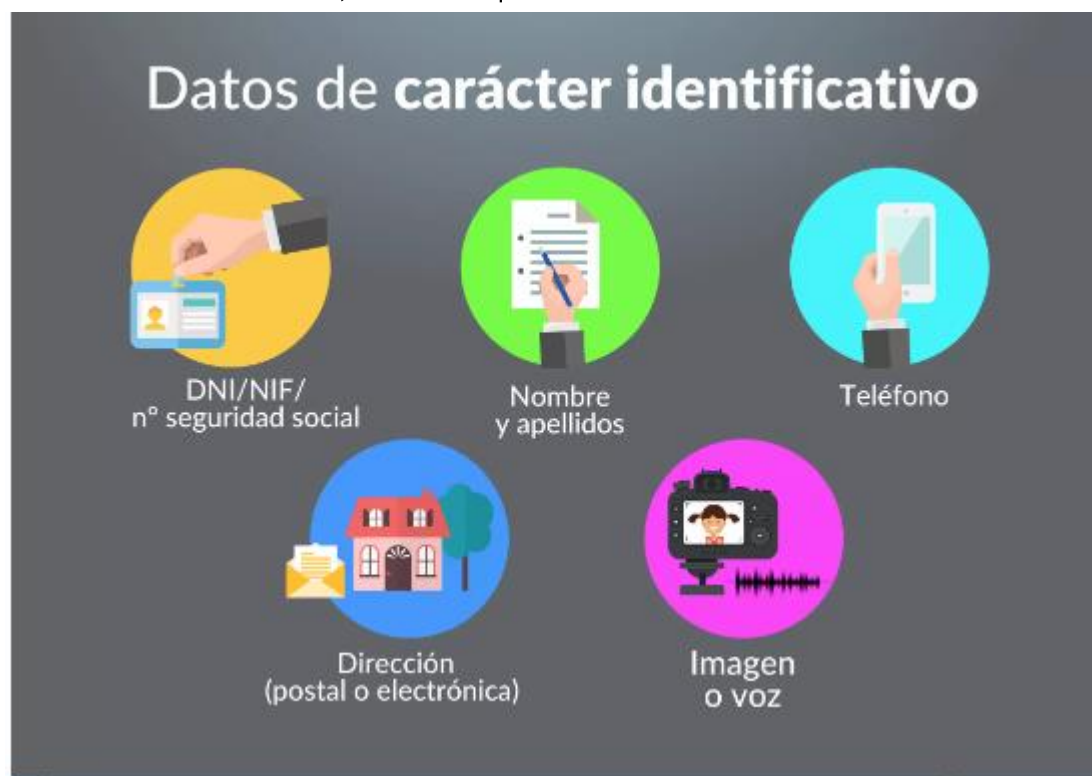 Datos de carácter identificativo
DNI/NIF/
nº seguridad social
Nombre
y apellidos
Teléfono
Dirección
(postal o electrónica)
Imagen
o voz